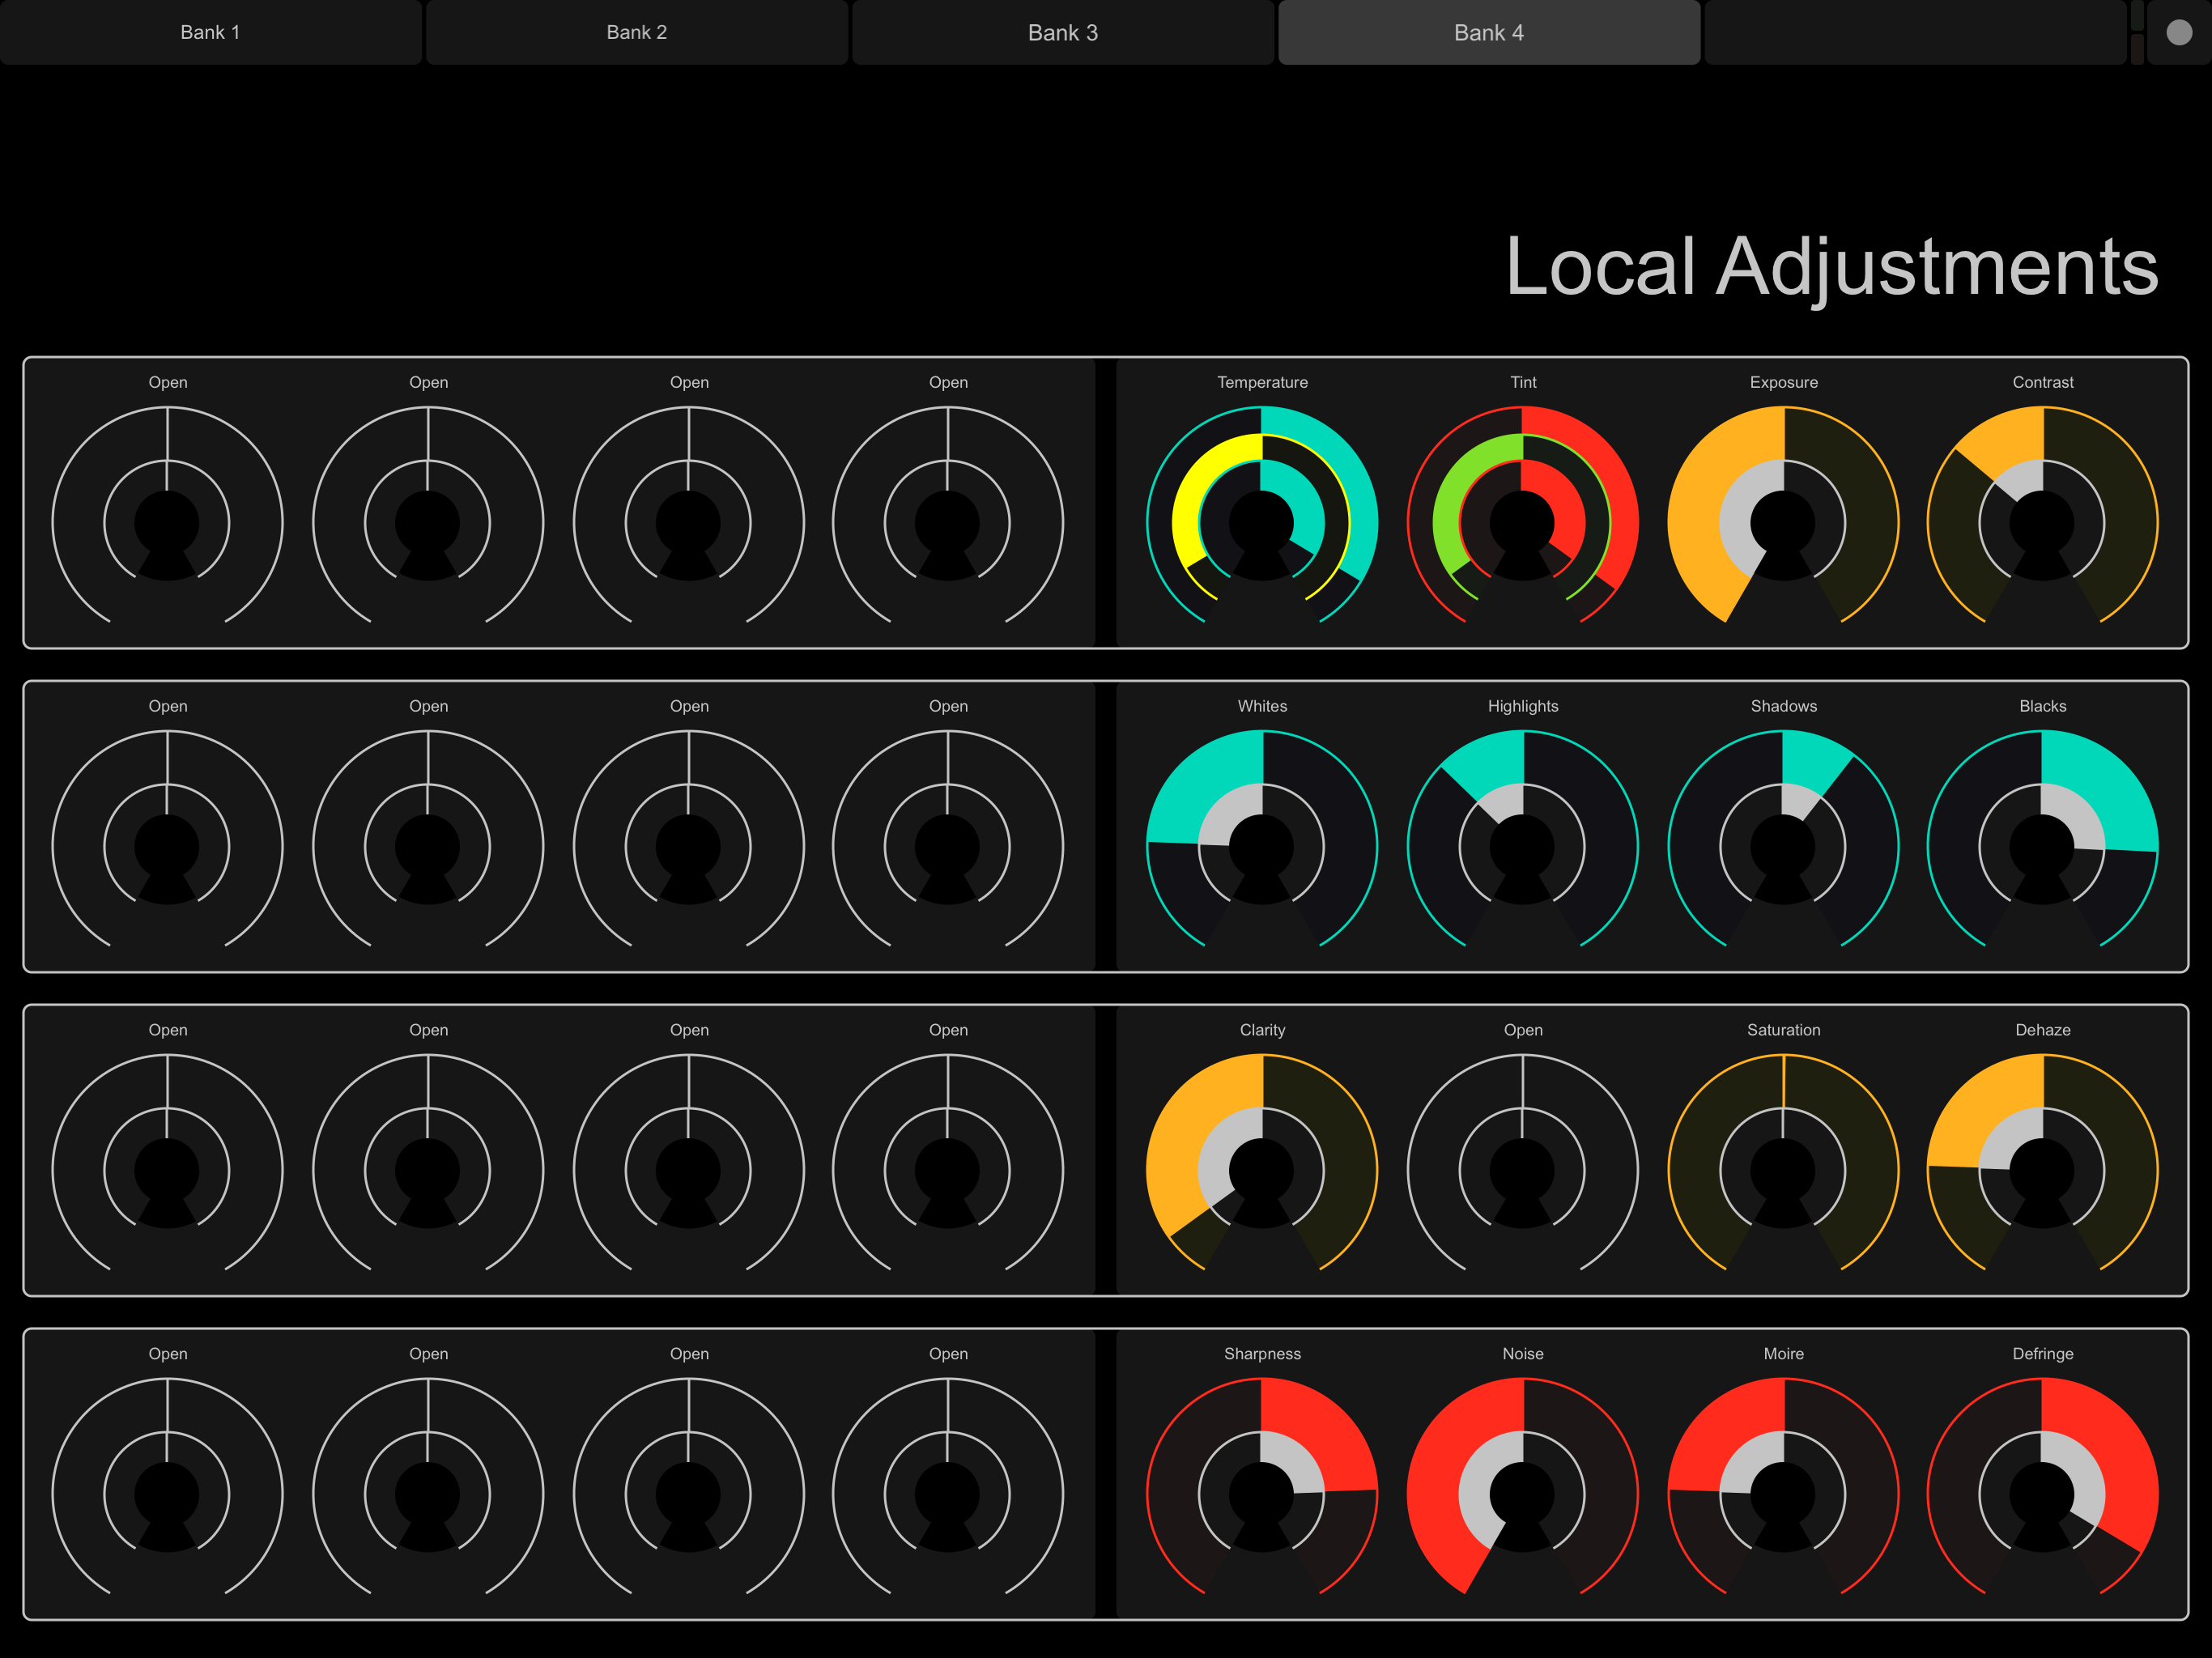 Bank 1 Bank 2 Bank 3 Bank 4
Local Adjustments
Open Open Open Open Temperature Tint Exposure Contrast
Open Open Open Open Whites Highlights Shadows Blacks
Open Open Open Open Clarity Open Saturation Dehaze
Open Open Open Open Sharpness Noise Moire Defringe